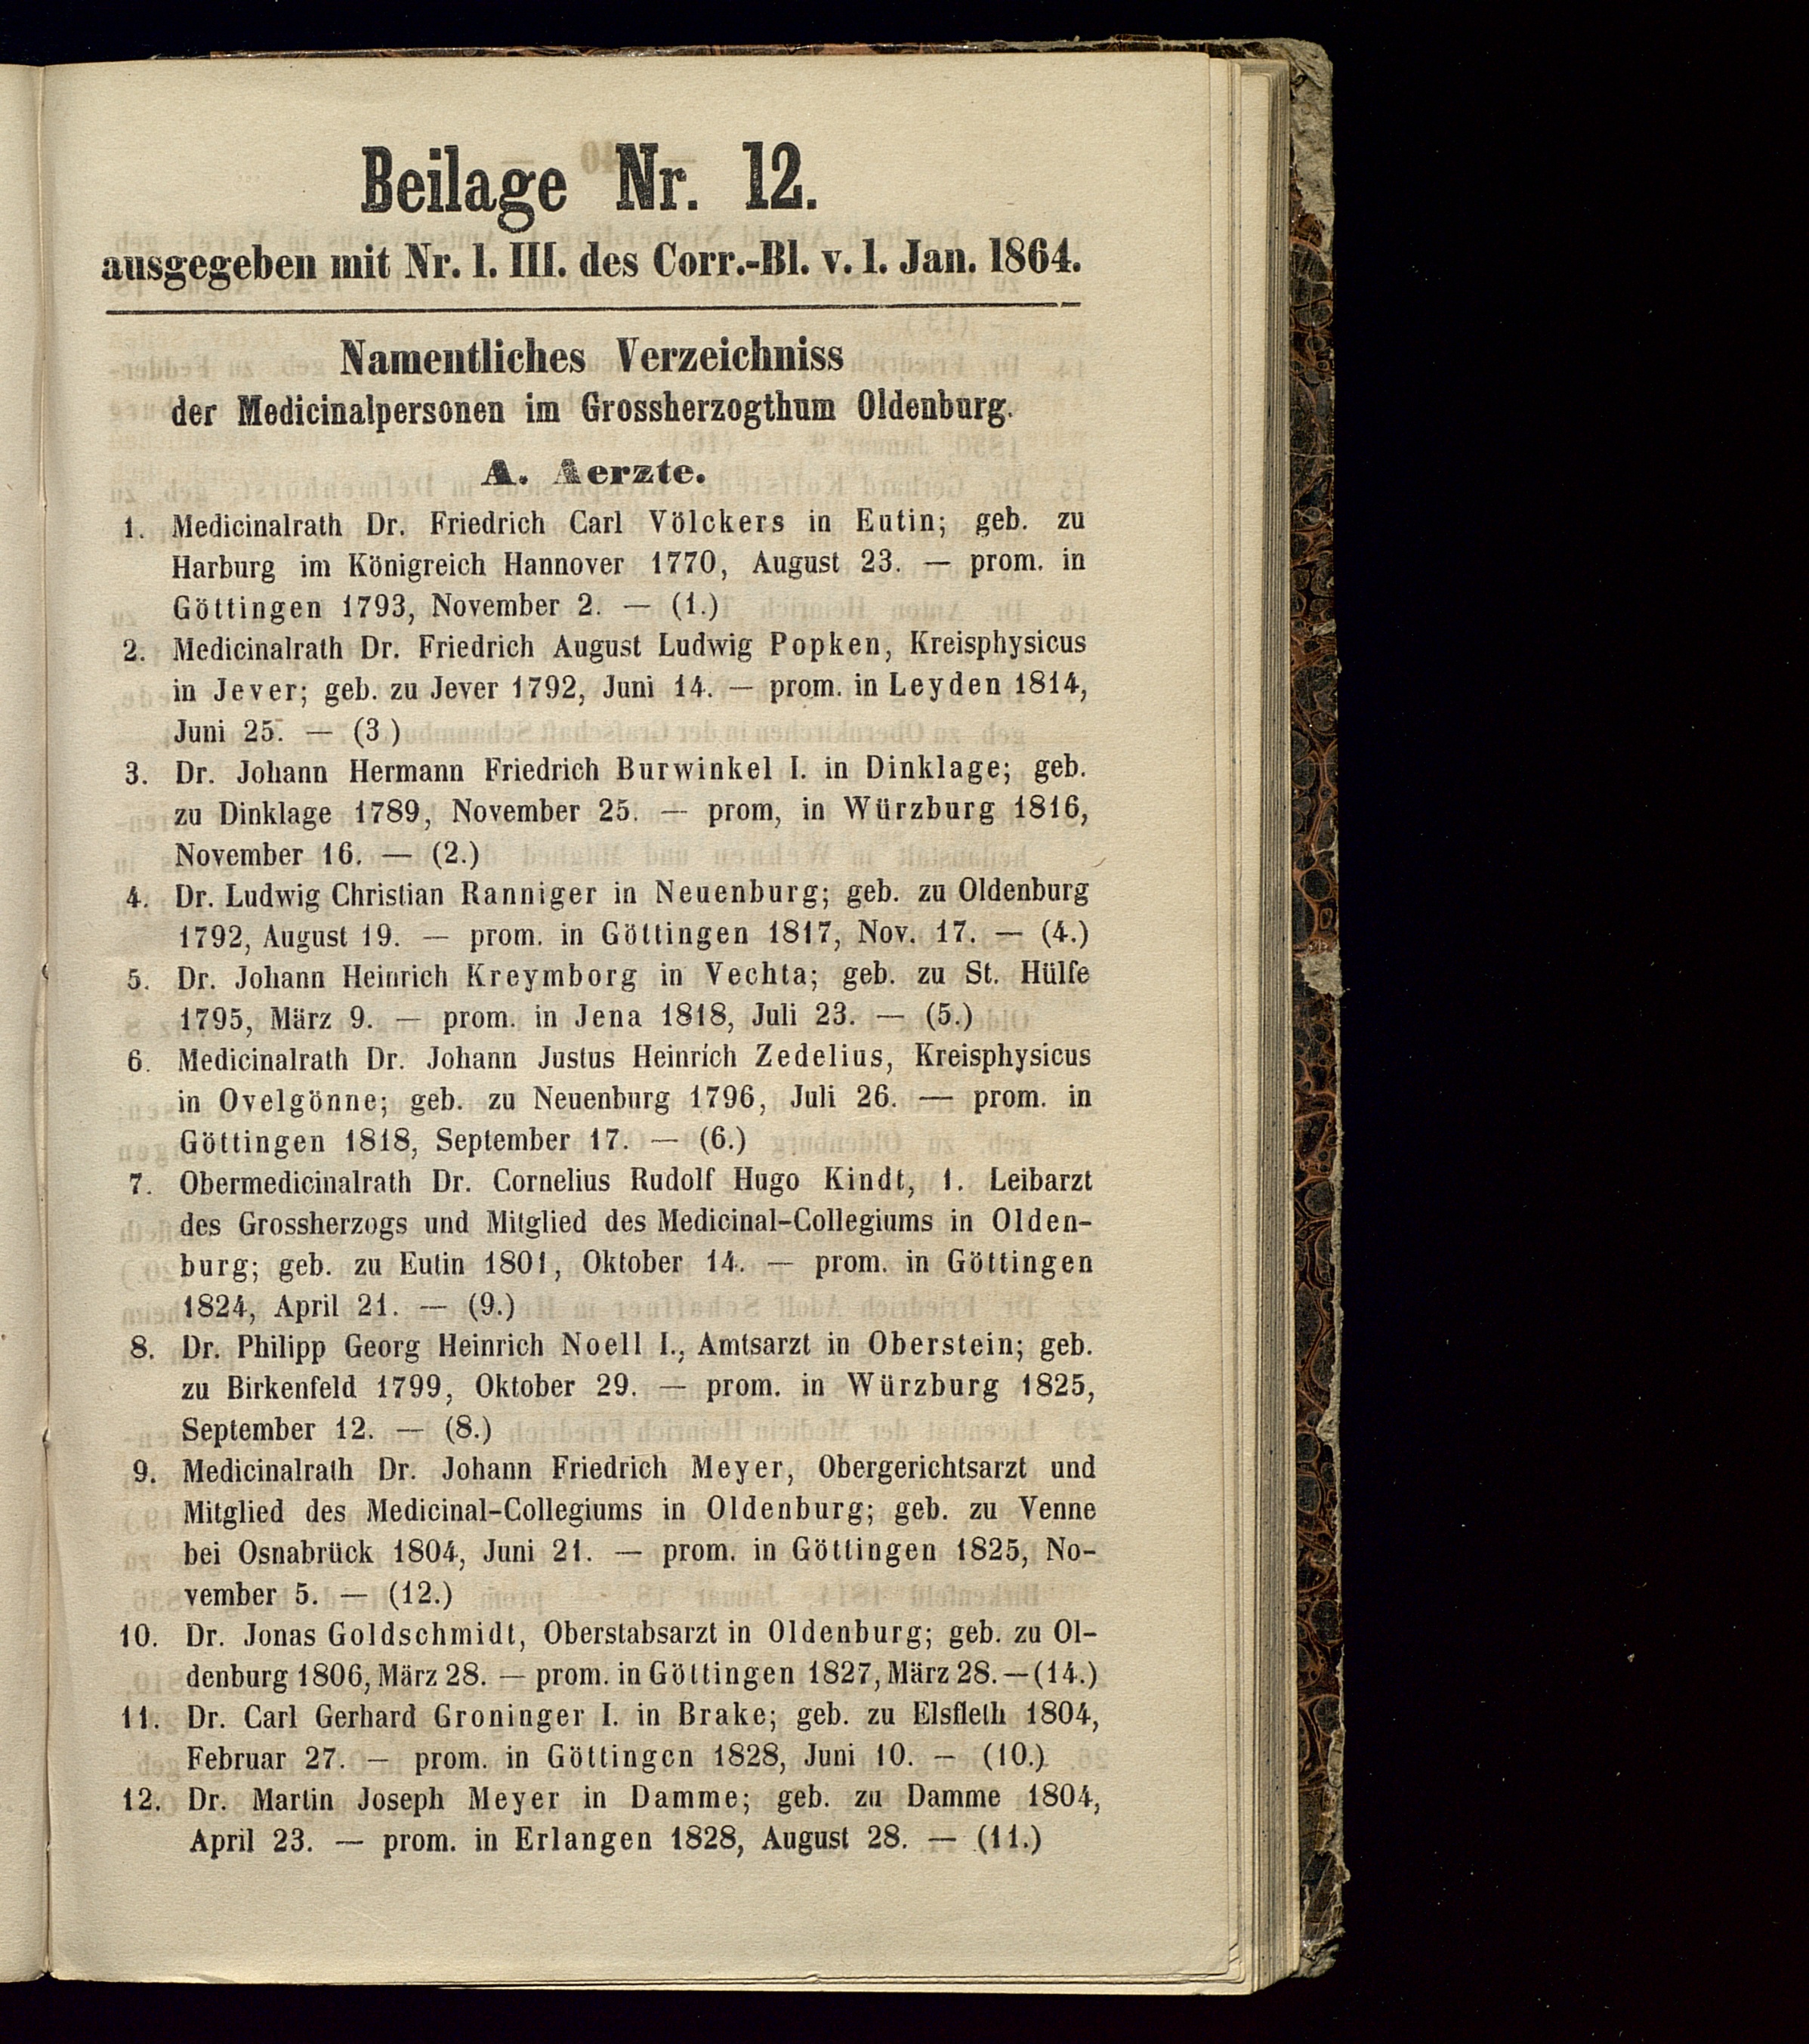 Beilage Nr. 12.
ausgegeben mit Nr. 1. III. des Corr.-Bl. v. 1. Jan. 1864.
Namentliches Verzeichniss
der Medicinalpersonen im Grossherzogthum Oldenburg.
A. Aerzte.
1. Medicinalrath Dr. Friedrich Carl Völckers in Eutin; geb. zu
Harburg im Königreich Hannover 1770, August 23. — prom. in
Göttingen 1793, November 2. — (1.)
2. Medicinalrath Dr. Friedrich August Ludwig Popken, Kreisphysicus
in Jever; geb. zu Jever 1792, Juni 14. — prom. in Leyden 1814,
Juni 25. — (3)
3. Dr. Johann Hermann Friedrich Burwinkel I. in Dinklage; geb.
zu Dinklage 1789, November 25. — prom, in Würzburg 1816,
November 16. — (2.)
4. Dr. Ludwig Christian Ranniger in Neuenburg; geb. zu Oldenburg
1792, August 19. — prom. in Göttingen 1817, Nov. 17. — (4.)
5. Dr. Johann Heinrich Kreymborg in Vechta; geb. zu St. Hülfe
1795, März 9. — prom. in Jena 1818, Juli 23. — (5.)
6. Medicinalrath Dr. Johann Justus Heinrich Zedelius, Kreisphysicus
in Ovelgönne; geb. zu Neuenburg 1796, Juli 26. — prom. in
Göttingen 1818, September 17. — (6.)
7. Obermedicinalrath Dr. Cornelius Rudolf Hugo Kindt, 1. Leibarzt
des Grossherzogs und Mitglied des Medicinal-Collegiums in Olden-
burg; geb. zu Eutin 1801, Oktober 14. — prom. in Göttingen
1824, April 21. — (9.)
8. Dr. Philipp Georg Heinrich Noell I., Amtsarzt in Oberstein; geb.
zu Birkenfeld 1799, Oktober 29. — prom. in Würzburg 1825,
September 12. — (8.)
9. Medicinalrath Dr. Johann Friedrich Meyer, Obergerichtsarzt und
Mitglied des Medicinal-Collegiums in Oldenburg; geb. zu Venne
bei Osnabrück 1804, Juni 21. — prom. in Göttingen 1825, No-
vember 5. — (12.)
10. Dr. Jonas Goldschmidt, Oberstabsarzt in Oldenburg; geb. zu Ol-
denburg 1806, März 28. — prom. in Göttingen 1827, März 28. — (14.)
11. Dr. Carl Gerhard Groninger I. in Brake; geb. zu Elsfleth 1804,
Februar 27. — prom. in Göttingen 1828, Juni 10. — (10.)
12. Dr. Martin Joseph Meyer in Damme; geb. zu Damme 1804,
April 23. — prom. in Erlangen 1828, August 28. — (11.)